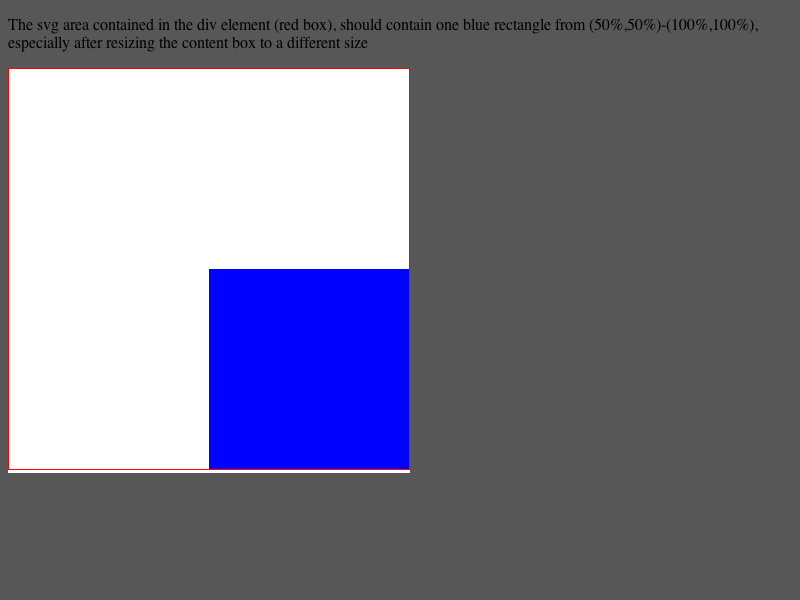 The svg area contained in the div element (red box), should contain one blue rectangle from (50%,50%)-(100%,100%),
especially after resizing the content box to a different size